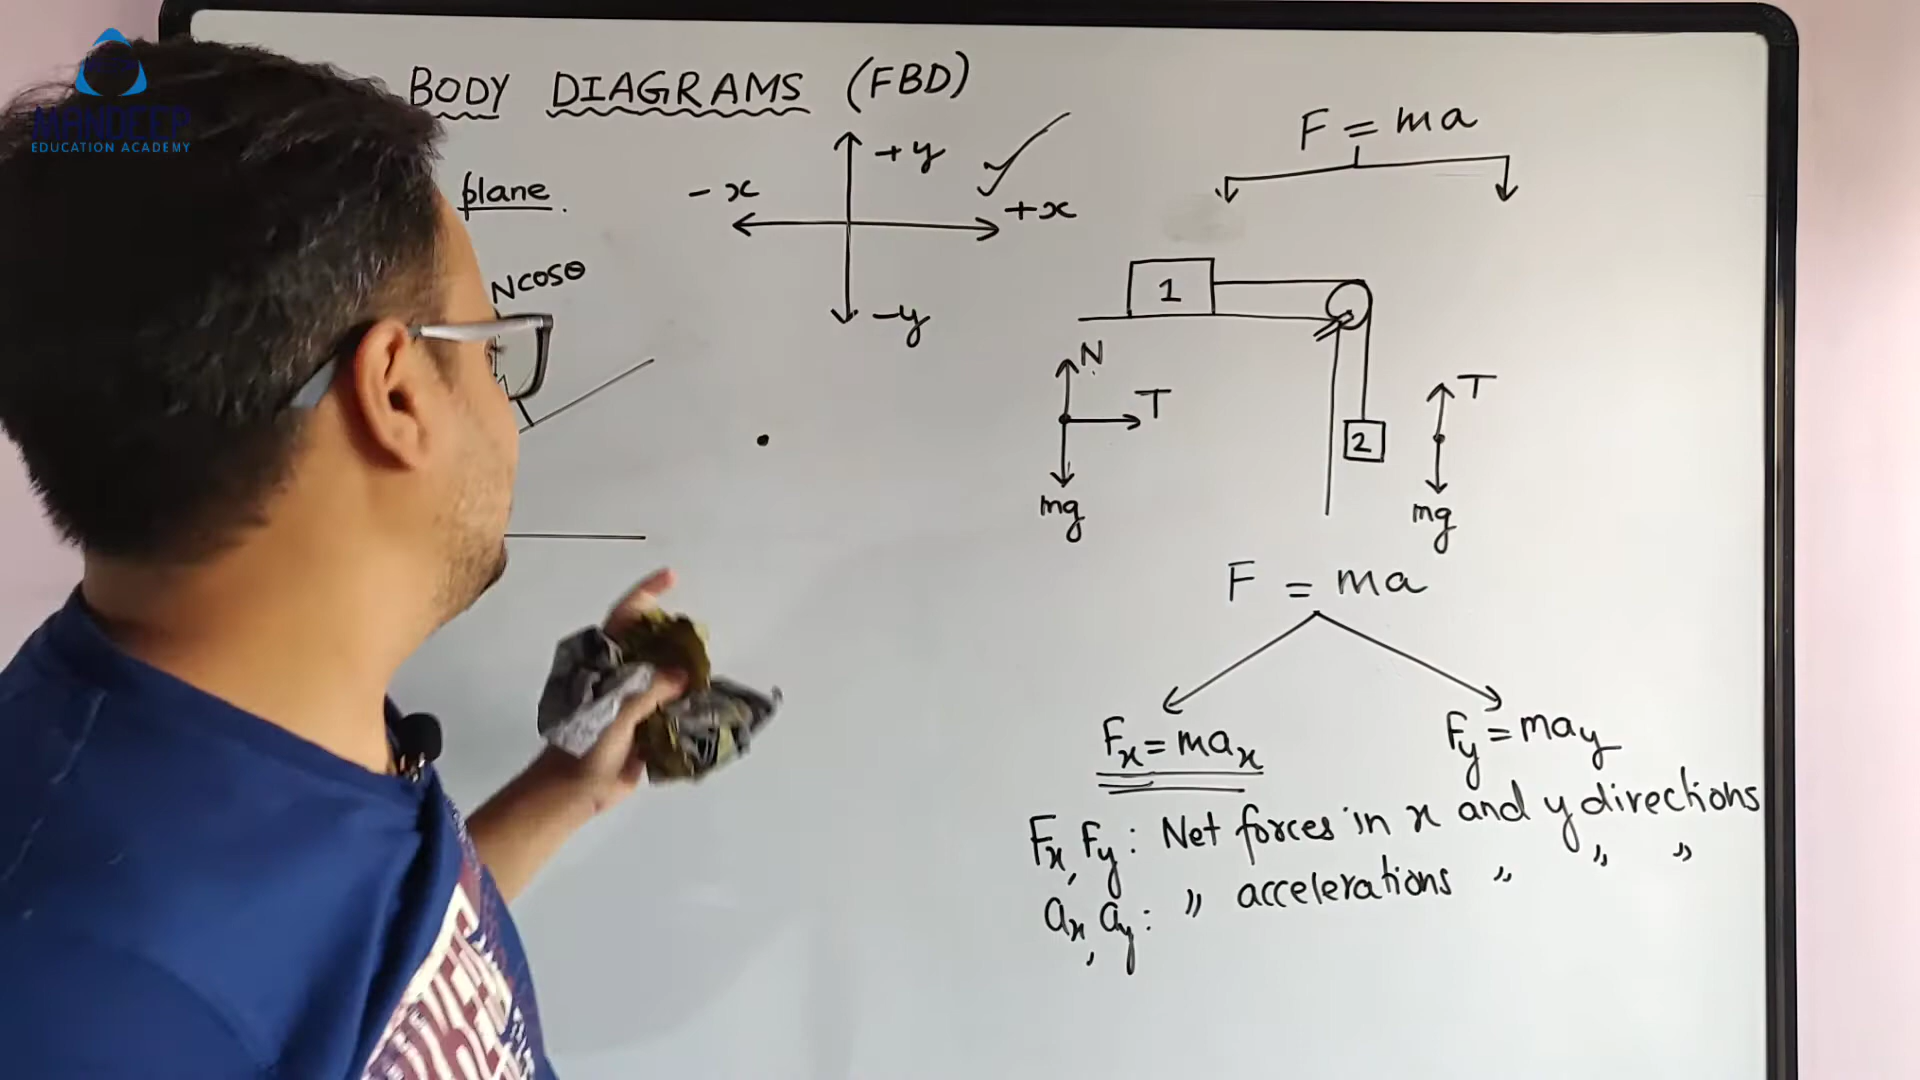 MANDEEP
EDUCATION ACADEMY
BODY DIAGRAMS (FBD)
plane.
N cosθ
+y
-x
+x
-y
F = ma
1
N
T
mg
2
T
mg
F = ma
Fx = max
Fy = may
Fx, Fy : Net forces in x and y directions
ax, ay : " accelerations " " "